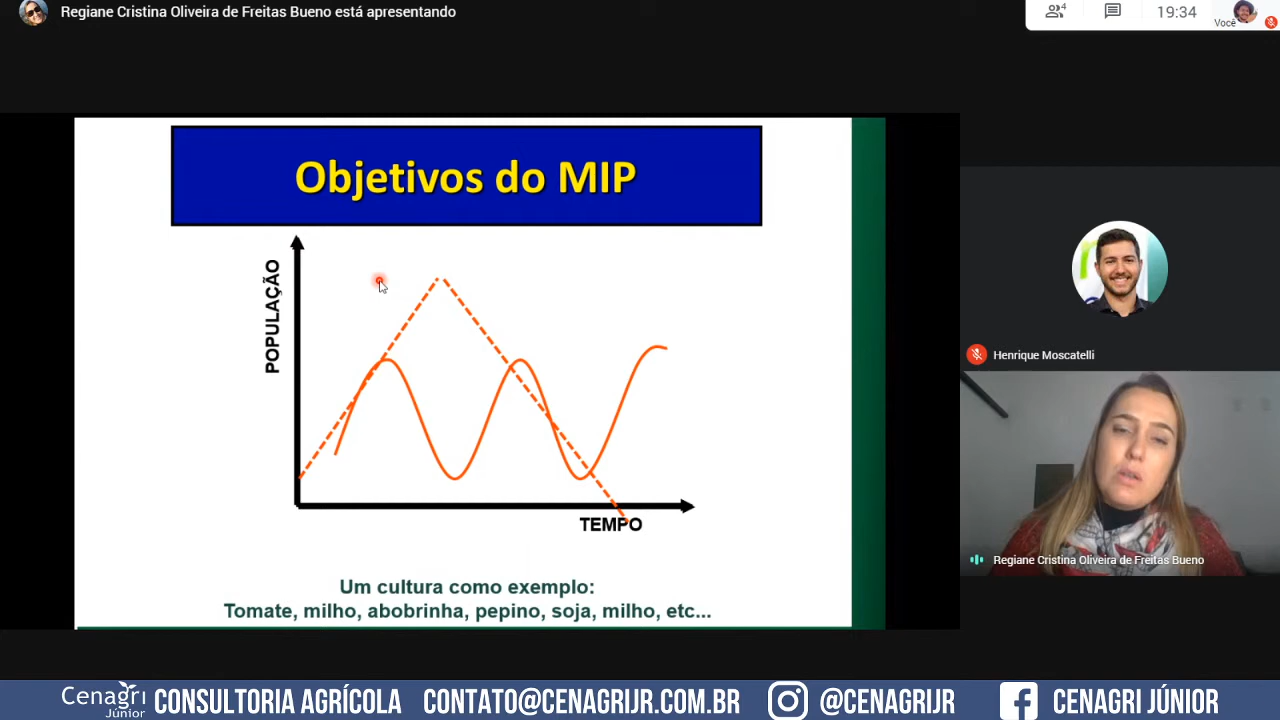 Regiane Cristina Oliveira de Freitas Bueno está apresentando
4
19:34
Você
Objetivos do MIP
POPULAÇÃO
TEMPO
Um cultura como exemplo:
Tomate, milho, abobrinha, pepino, soja, milho, etc...
Henrique Moscatelli
Regiane Cristina Oliveira de Freitas Bueno
Cenagri
Júnior
CONSULTORIA AGRÍCOLA CONTATO@CENAGRIJR.COM.BR @CENAGRIJR CENAGRI JÚNIOR